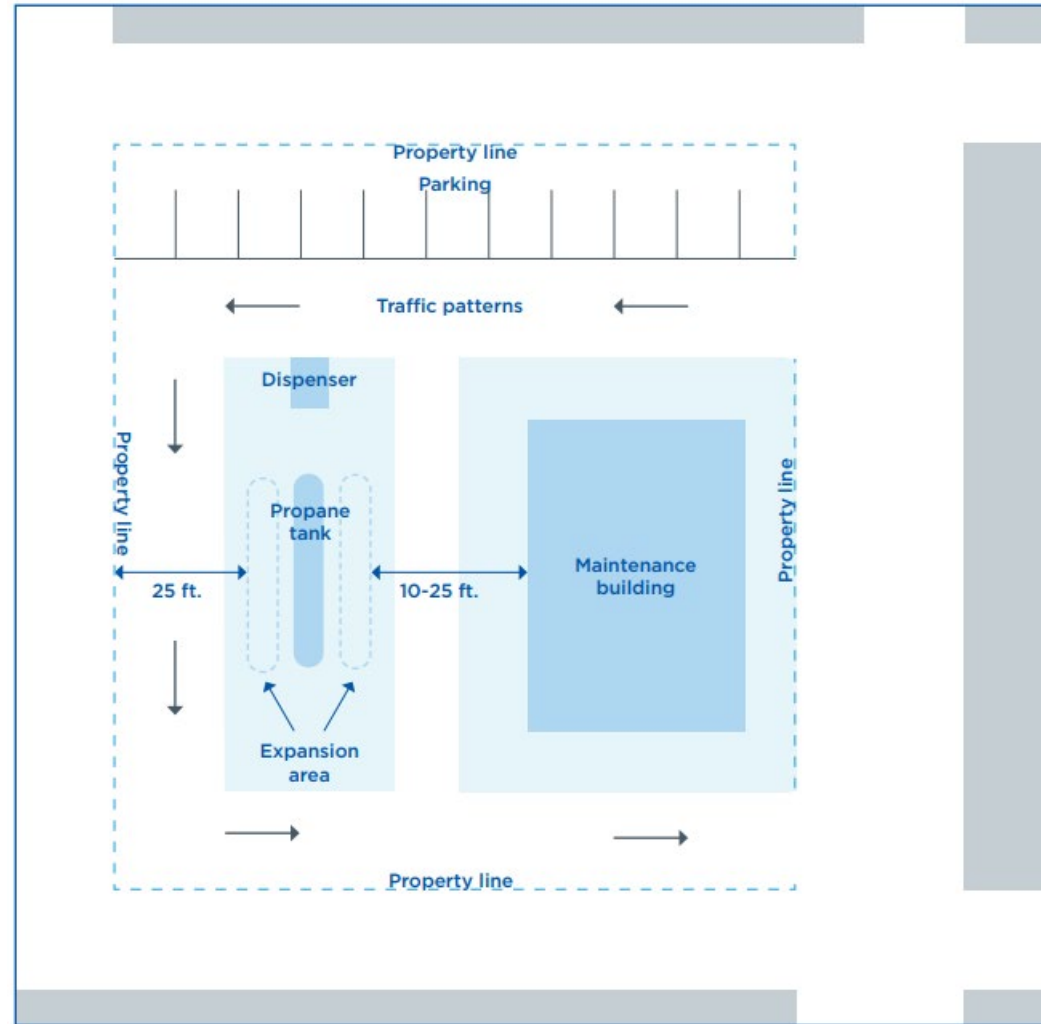 Property line
Parking
Traffic patterns
Dispenser
Property line
Propane
tank
Property line
25 ft.
10-25 ft.
Maintenance
building
Expansion
area
Property line